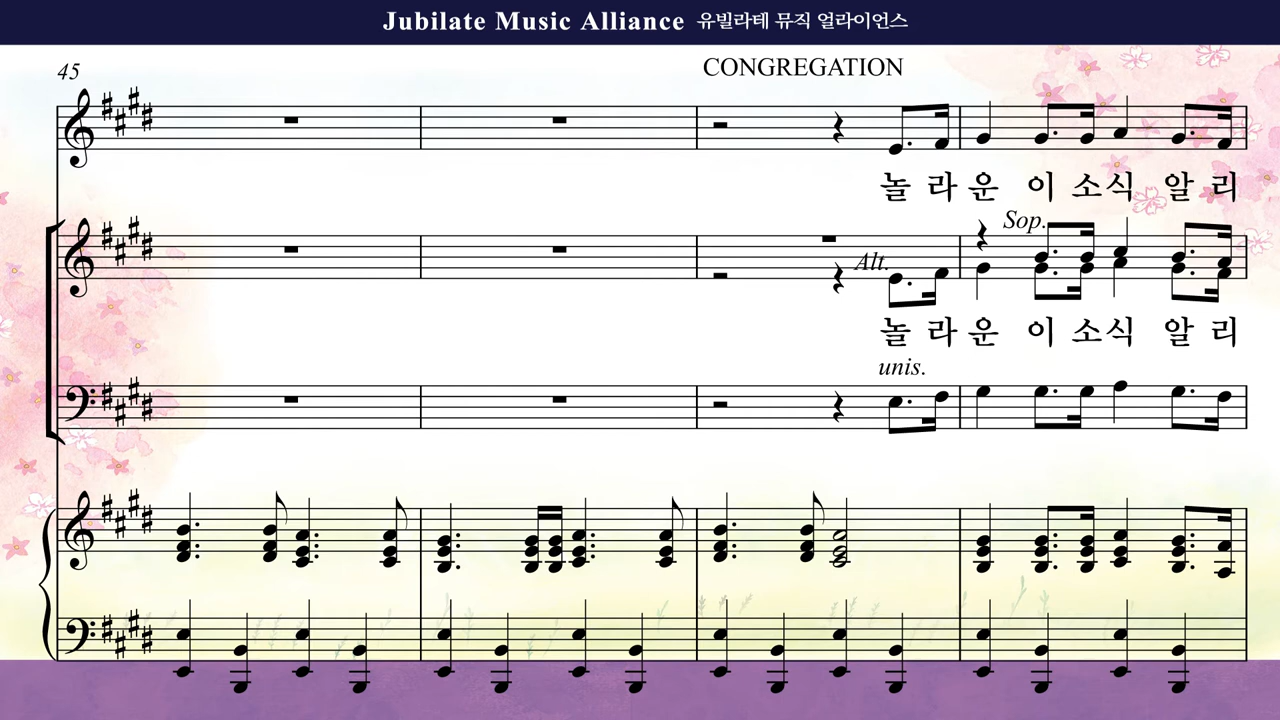 Jubilate Music Alliance 유빌라테 뮤직 얼라이언스
45
CONGREGATION
놀 라 운 이 소 식 알 리
Sop.
Alt.
놀 라 운 이 소 식 알 리
unis.